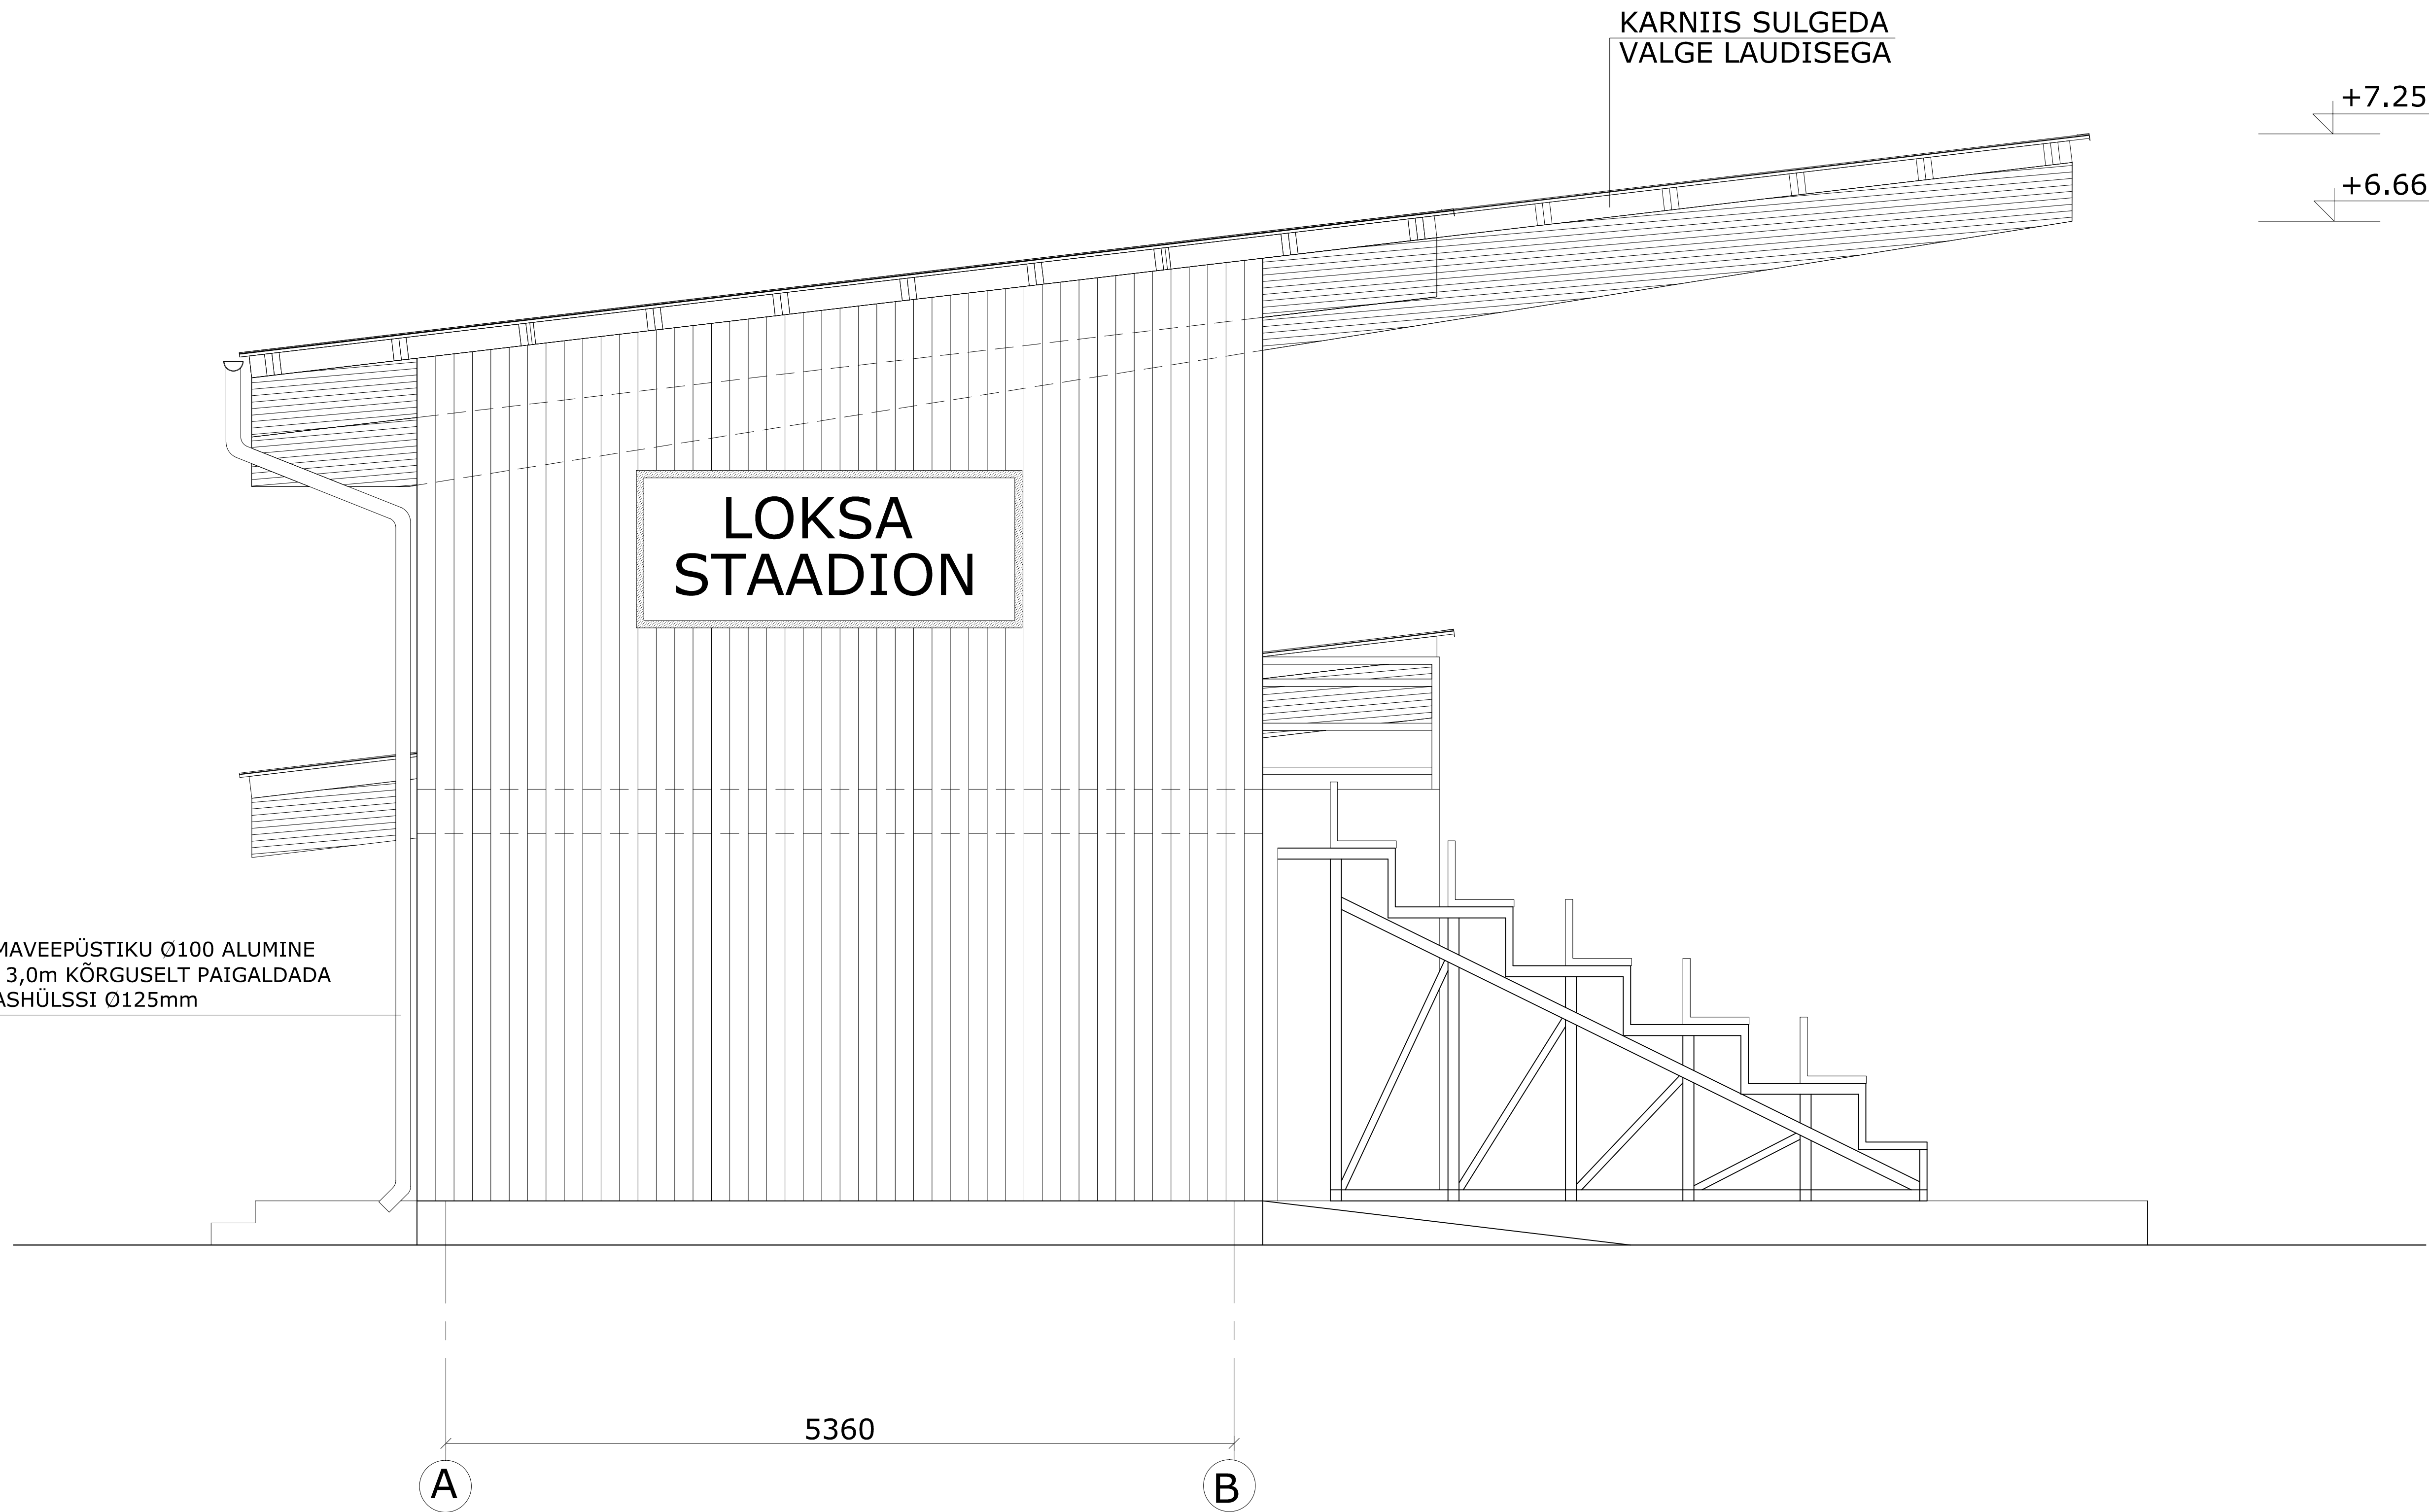 KARNIIS SULGEDA
VALGE LAUDISEGA
+7.25
+6.66
LOKSA
STAADION
MAVEEPÜSTIKU Ø100 ALUMINE
3,0m KÕRGUSELT PAIGALDADA
ASHÜLSSI Ø125mm
5360
A
B